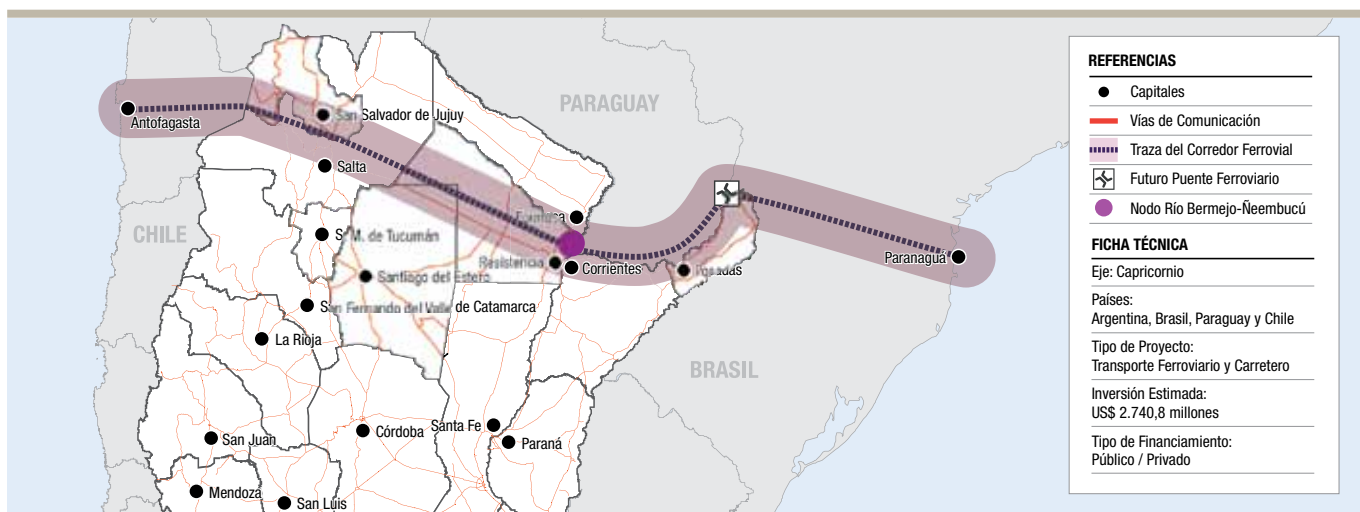 PARAGUAY
Antofagasta
San Salvador de Jujuy
Salta
CHILE
Formosa
S. M. de Tucumán
Resistencia
Corrientes
Posadas
Paranaguá
Santiago del Estero
San Fernando del Valle de Catamarca
La Rioja
BRASIL
Santa Fe
Córdoba
San Juan
Paraná
Mendoza
San Luis
REFERENCIAS
Capitales
Vías de Comunicación
Traza del Corredor Ferrovial
Futuro Puente Ferroviario
Nodo Río Bermejo-Ñeembucú
FICHA TÉCNICA
Eje: Capricornio
Países:
Argentina, Brasil, Paraguay y Chile
Tipo de Proyecto:
Transporte Ferroviario y Carretero
Inversión Estimada:
US$ 2.740,8 millones
Tipo de Financiamiento:
Público / Privado